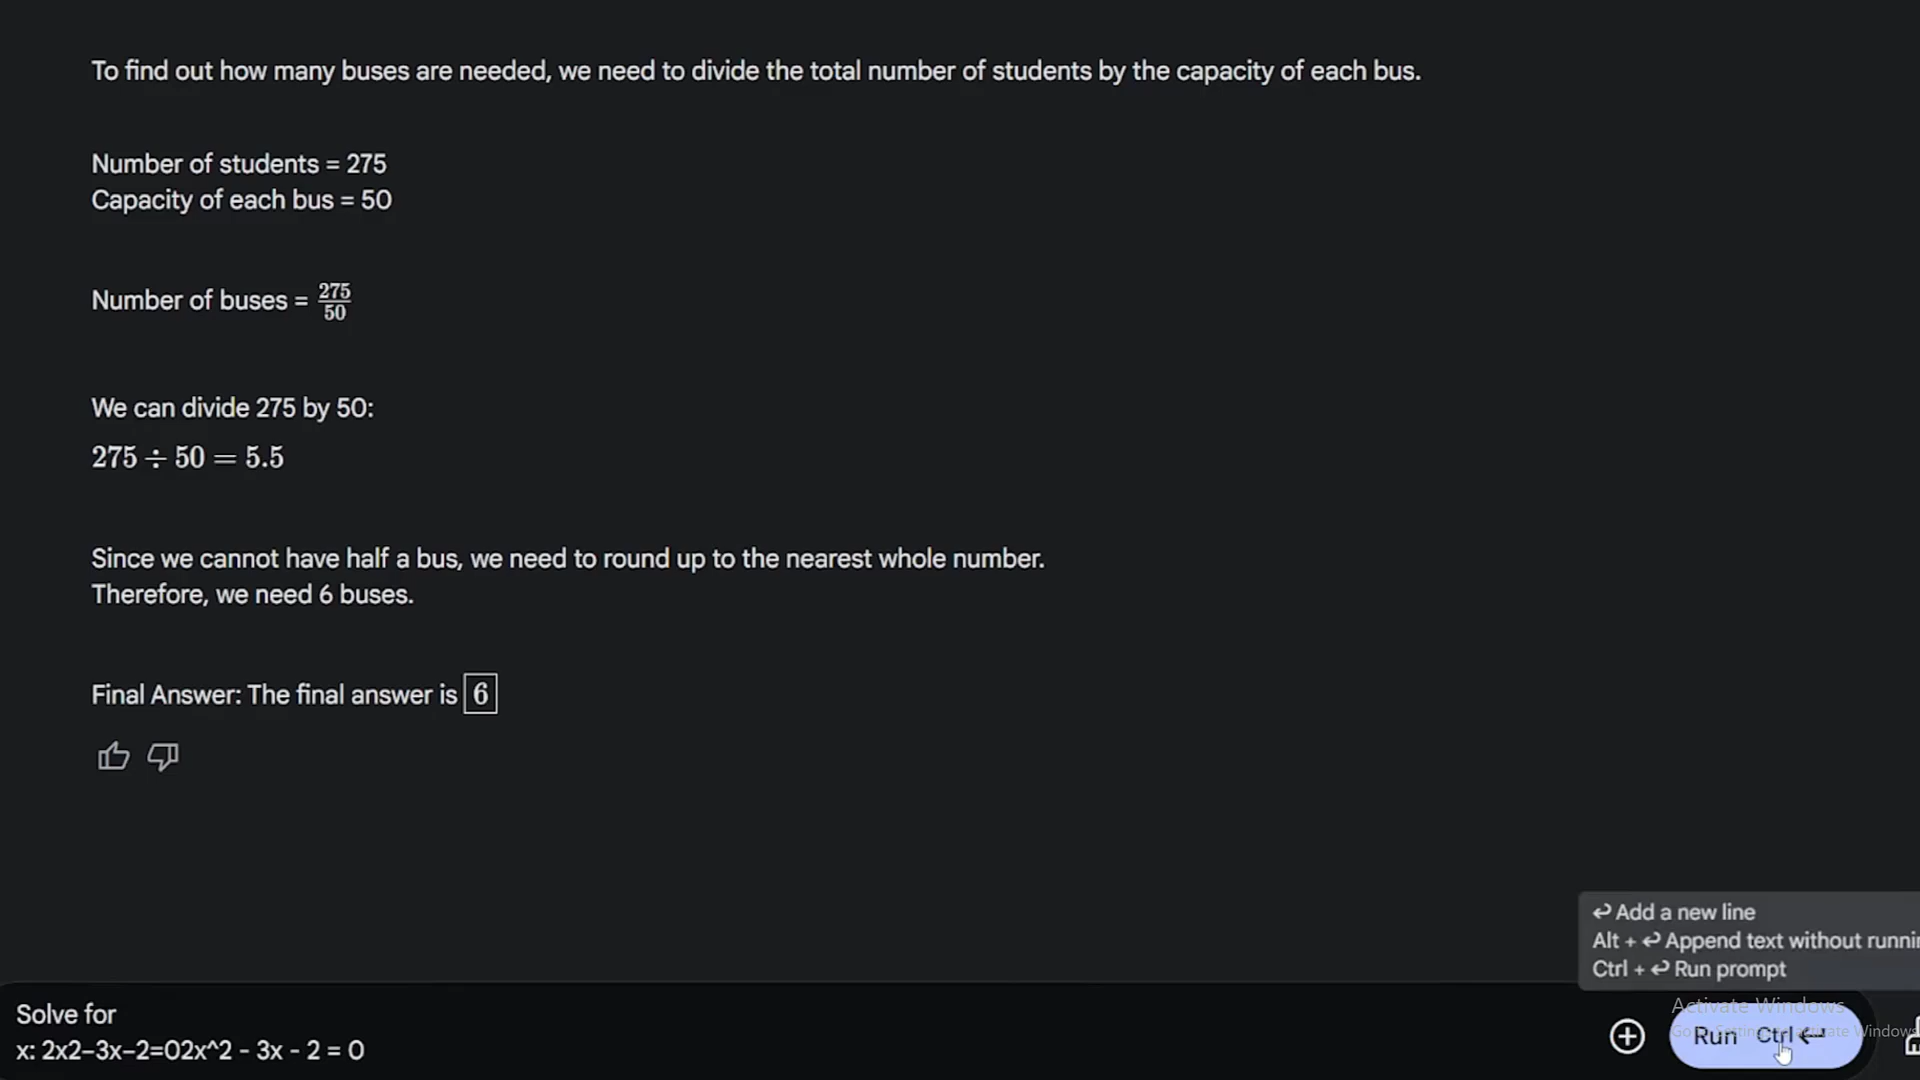 To find out how many buses are needed, we need to divide the total number of students by the capacity of each bus.
Number of students = 275
Capacity of each bus = 50
Number of buses = 275/50
We can divide 275 by 50:
275 ÷ 50 = 5.5
Since we cannot have half a bus, we need to round up to the nearest whole number.
Therefore, we need 6 buses.
Final Answer: The final answer is 6
↵ Add a new line
Alt + ↵ Append text without
Ctrl + ↵ Run prompt
Activate Windows
Solve for
x: 2x2−3x−2=02x^2 - 3x - 2 = 0
Run Ctrl ↵